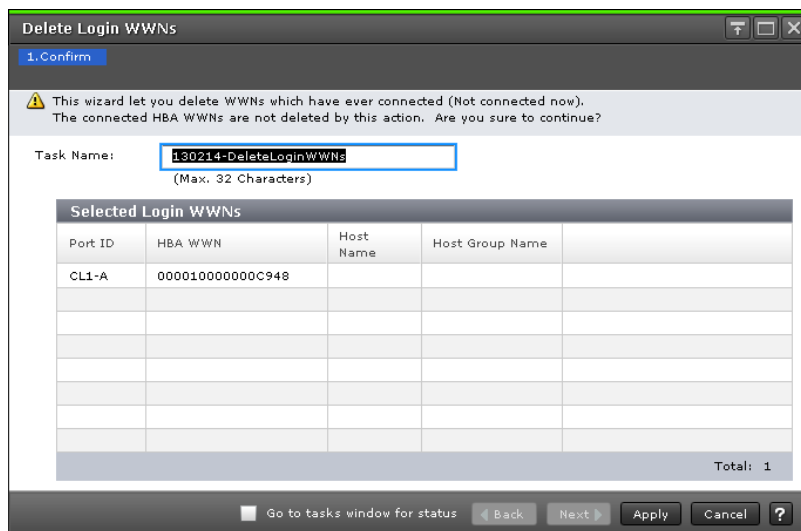 Delete Login WWNs
1.Confirm
This wizard let you delete WWNs which have ever connected (Not connected now).
The connected HBA WWNs are not deleted by this action. Are you sure to continue?
Task Name: 130214-DeleteLoginWWNs
(Max. 32 Characters)
Selected Login WWNs
Port ID HBA WWN Host Name Host Group Name
CL1-A 000010000000C948
Total: 1
Go to tasks window for status Back Next Apply Cancel ?